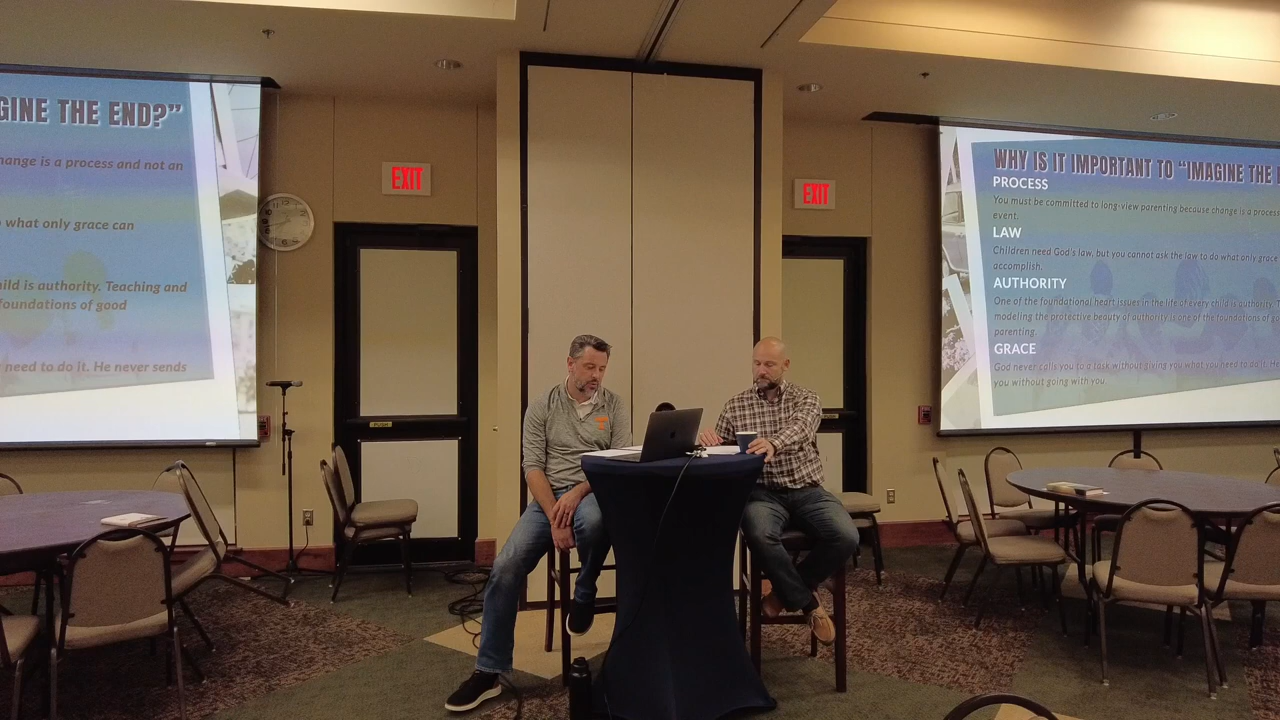 GINE THE END?”
hange is a process and not an
what only grace can
hild is authority. Teaching and
foundations of good
need to do it. He never sends
EXIT
PUSH
EXIT
WHY IS IT IMPORTANT TO “IMAGINE THE
PROCESS
You must be committed to long-view parenting because change is a process
event.
LAW
Children need God's law, but you cannot ask the law to do what only grace
accomplish.
AUTHORITY
One of the foundational heart issues in the life of every child is authority.
modeling the protective beauty of authority is one of the foundations of go
parenting.
GRACE
God never calls you to a task without giving you what you need to do it. He
you without going with you.